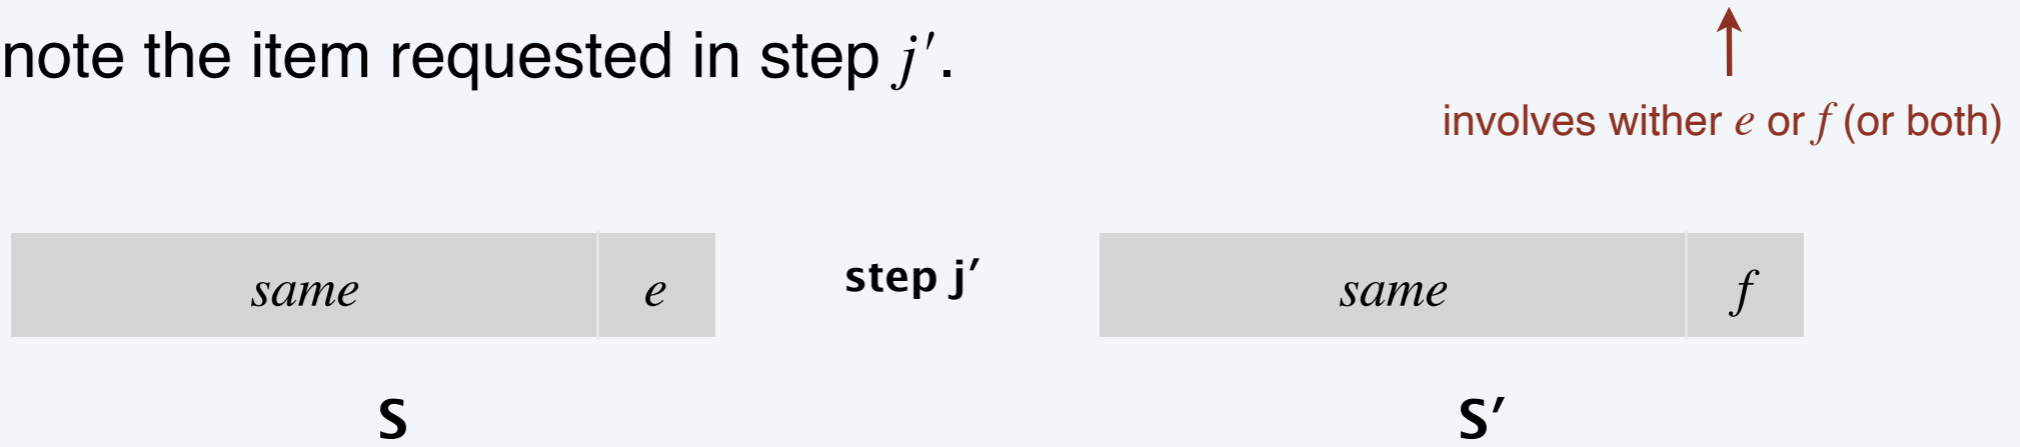 note the item requested in step j′.
involves wither e or f (or both)
same e step j′ same f
S S′